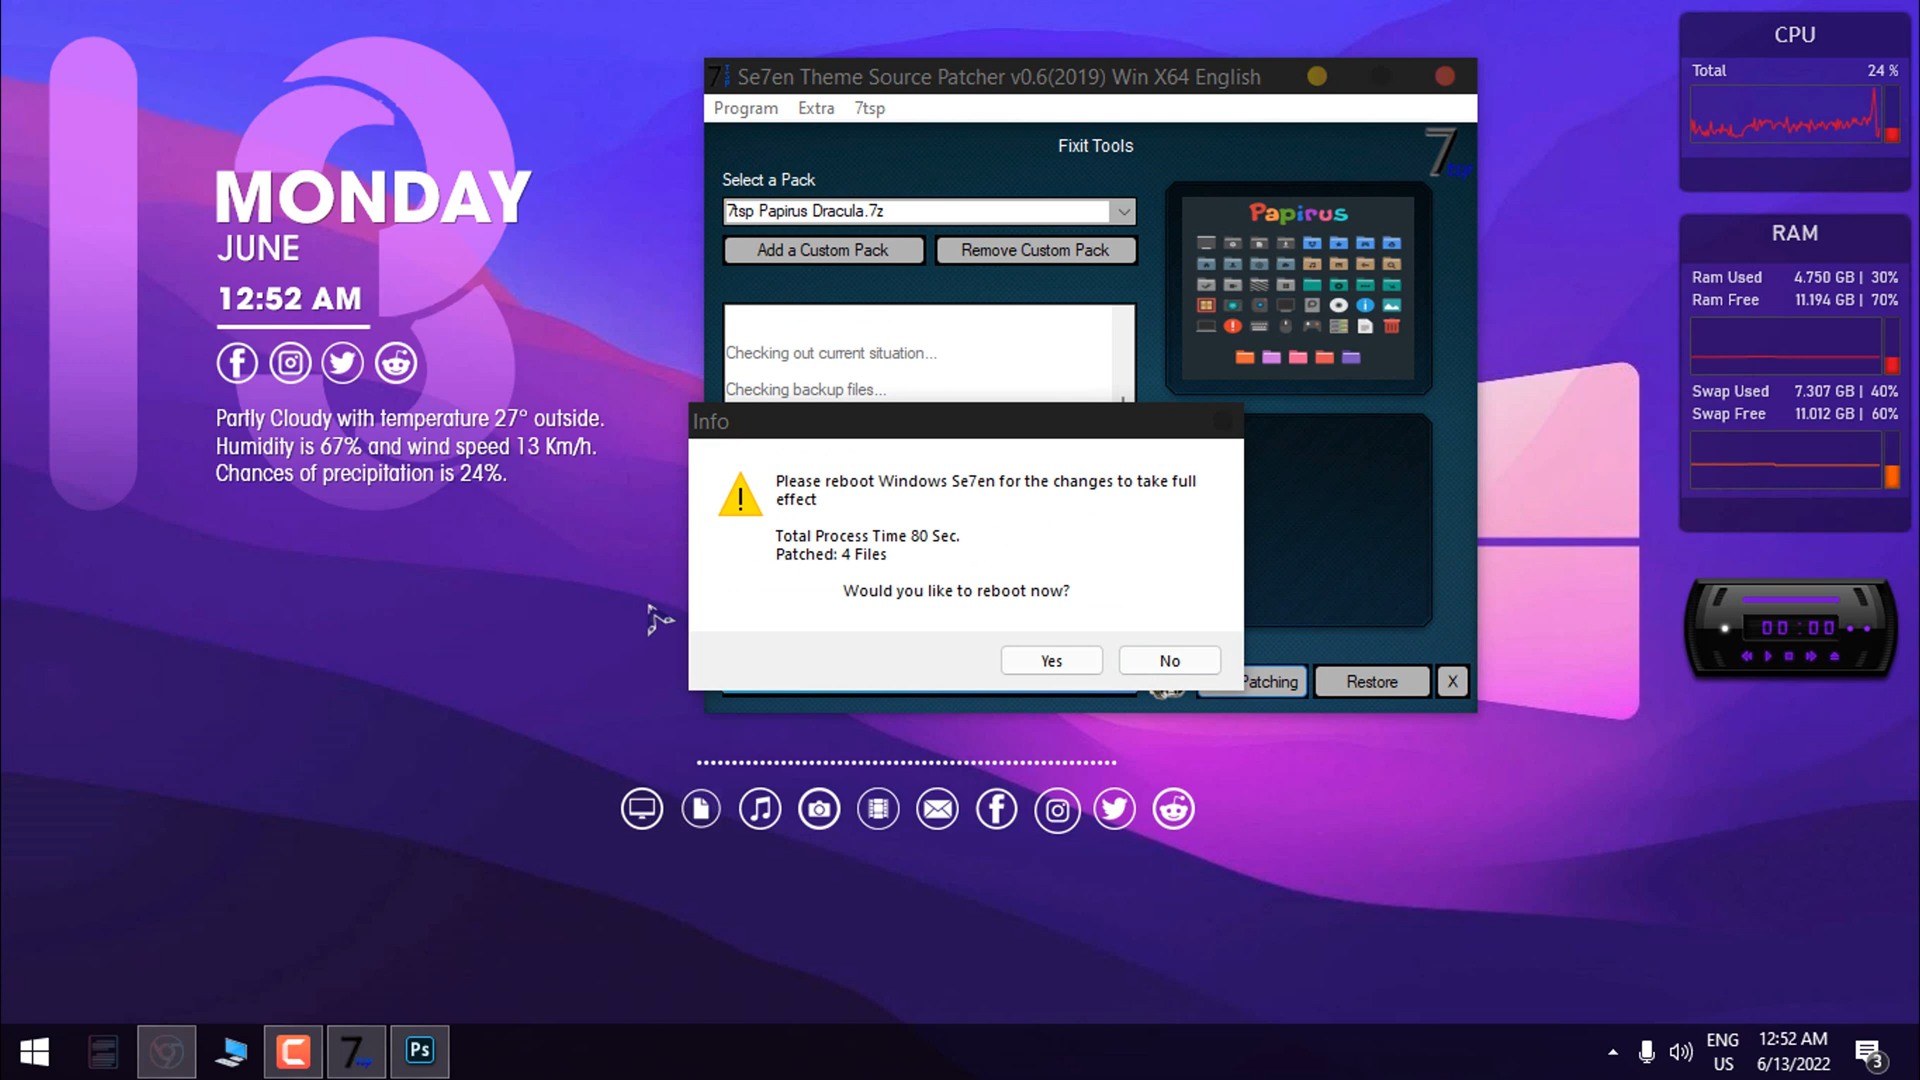 13
MONDAY
JUNE
12:52 AM
Partly Cloudy with temperature 27° outside.
Humidity is 67% and wind speed 13 Km/h.
Chances of precipitation is 24%.
7 Se7en Theme Source Patcher v0.6(2019) Win X64 English
Program Extra 7tsp
Fixit Tools
7tsp
Select a Pack
7tsp Papirus Dracula.7z
Add a Custom Pack Remove Custom Pack
Papirus
Checking out current situation...
Checking backup files...
Info
Please reboot Windows Se7en for the changes to take full
effect
Total Process Time 80 Sec.
Patched: 4 Files
Would you like to reboot now?
Yes No
Patching Restore X
CPU
Total 24 %
RAM
Ram Used 4.750 GB | 30%
Ram Free 11.194 GB | 70%
Swap Used 7.307 GB | 40%
Swap Free 11.012 GB | 60%
00:00
7tsp
Ps
ENG
US
12:52 AM
6/13/2022
3